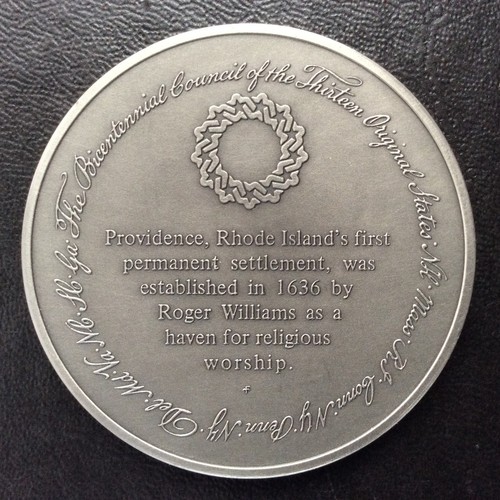 The Bicentennial Council of the Thirteen Original States N.H. Mass. R.I. Conn. N.Y. Penn. N.J. Del. Md. Va. N.C. S.C. Ga.
Providence, Rhode Island's first
permanent settlement, was
established in 1636 by
Roger Williams as a
haven for religious
worship.